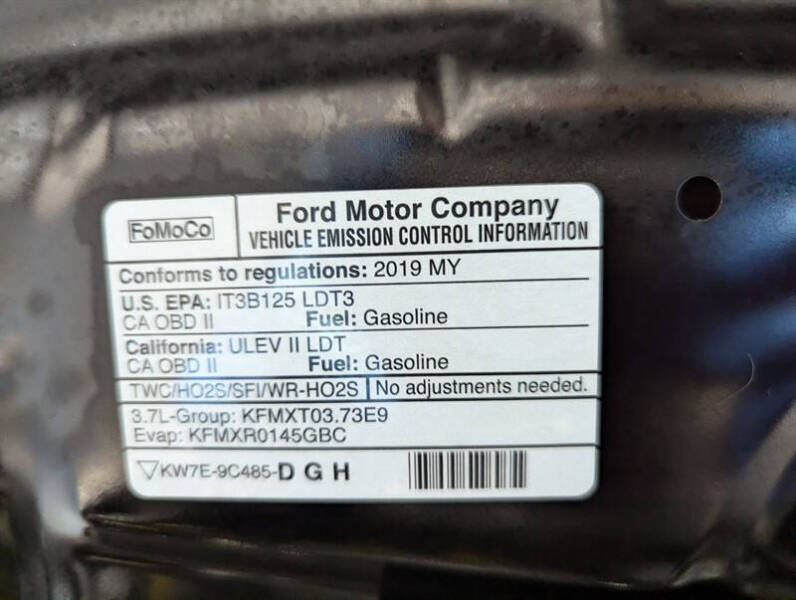 FoMoCo
Ford Motor Company
VEHICLE EMISSION CONTROL INFORMATION
Conforms to regulations: 2019 MY
U.S. EPA: IT3B125 LDT3
CA OBD II Fuel: Gasoline
California: ULEV II LDT
CA OBD II Fuel: Gasoline
TWC/HO2S/SFI/WR-HO2S No adjustments needed.
3.7L-Group: KFMXT03.73E9
Evap: KFMXR0145GBC
KW7E-9C485-D G H